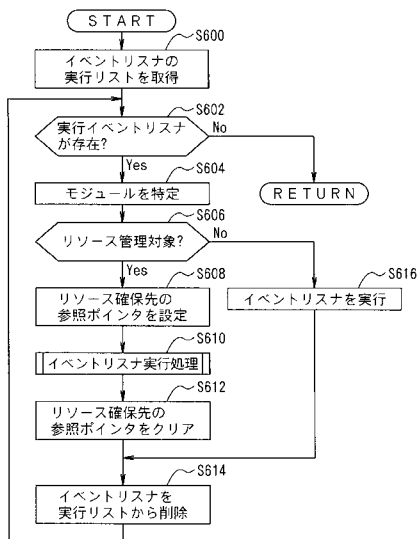 START
S600
イベントリスナの
実行リストを取得
S602
実行イベントリスナ
が存在?
No
Yes
S604
モジュールを特定
RETURN
S606
リソース管理対象?
No
Yes
S608
リソース確保先の
参照ポインタを設定
S616
イベントリスナを実行
S610
イベントリスナ実行処理
S612
リソース確保先の
参照ポインタをクリア
S614
イベントリスナを
実行リストから削除